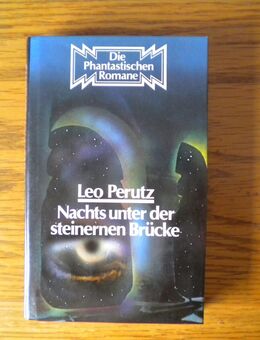 Die
Phantastischen
Romane
Leo Perutz
Nachts unter der
steinernen Brücke